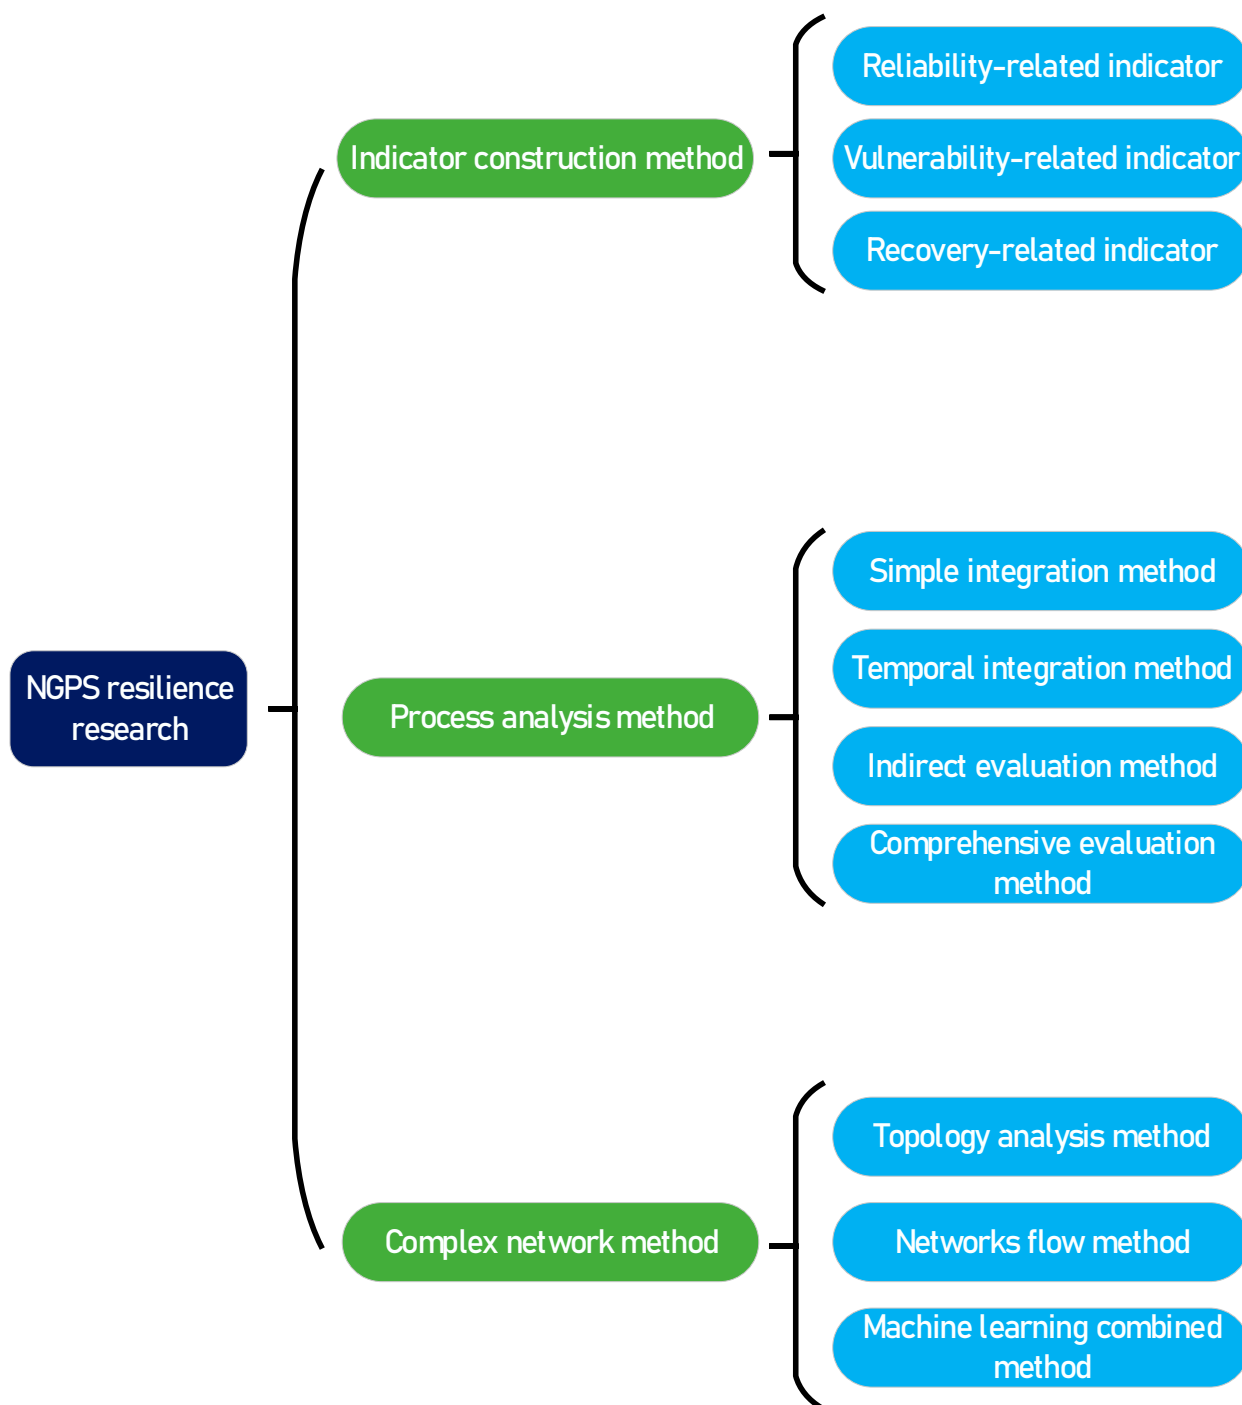 NGPS resilience
research
Indicator construction method
Reliability-related indicator
Vulnerability-related indicator
Recovery-related indicator
Process analysis method
Simple integration method
Temporal integration method
Indirect evaluation method
Comprehensive evaluation
method
Complex network method
Topology analysis method
Networks flow method
Machine learning combined
method